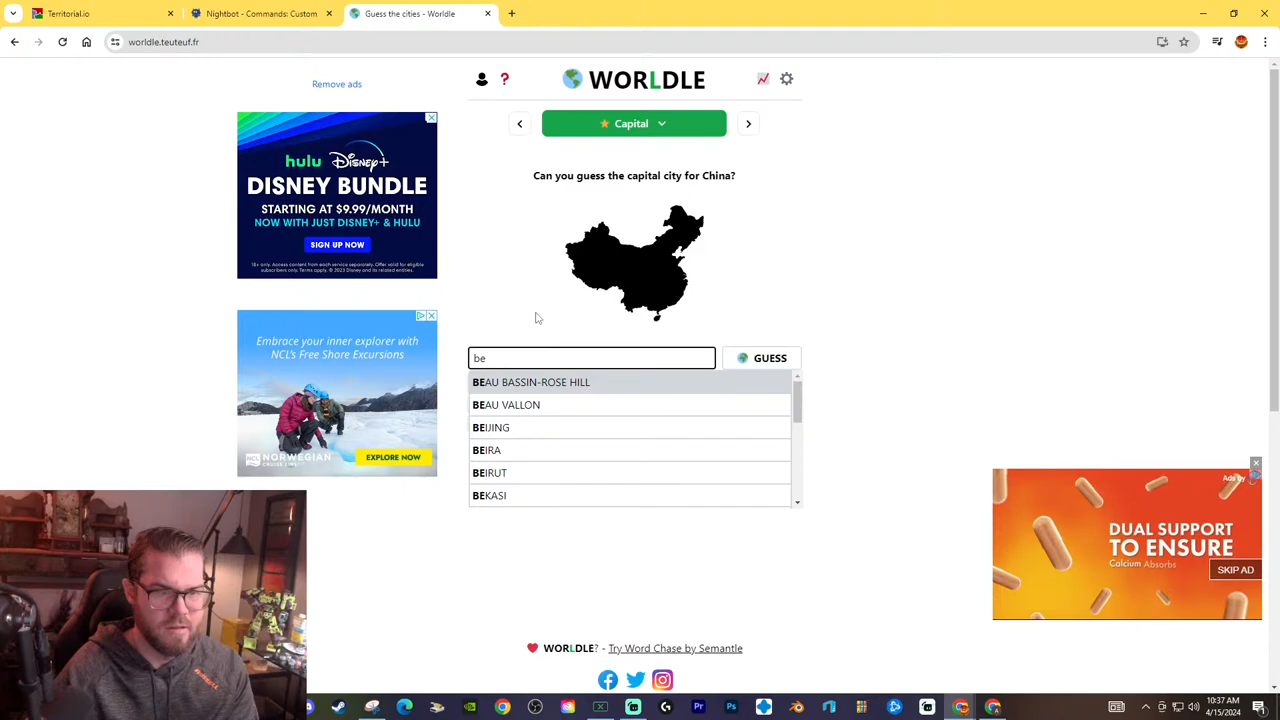 Territorial.io
Nightbot - Commands: Custom
Guess the cities - Worldle
worldle.teuteuf.fr
Remove ads
? WORLDLE
Capital
Can you guess the capital city for China?
be
GUESS
BEAU BASSIN-ROSE HILL
BEAU VALLON
BEIJING
BEIRA
BEIRUT
BEKASI
hulu Disney+
DISNEY BUNDLE
STARTING AT $9.99/MONTH
NOW WITH JUST DISNEY+ & HULU
SIGN UP NOW
Embrace your inner explorer with
NCL's Free Shore Excursions
NORWEGIAN
CRUISE LINE
EXPLORE NOW
Ads by
DUAL SUPPORT
TO ENSURE
Calcium Absorbs
SKIP AD
WORLDLE? - Try Word Chase by Semantle
10:37 AM
4/15/2024